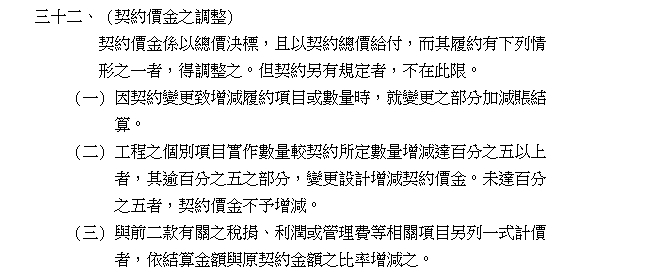 三十二、（契約價金之調整）
契約價金係以總價決標，且以契約總價給付，而其履約有下列情
形之一者，得調整之。但契約另有規定者，不在此限。
（一）因契約變更致增減履約項目或數量時，就變更之部分加減賬結
算。
（二）工程之個別項目實作數量較契約所定數量增減達百分之五以上
者，其逾百分之五之部分，變更設計增減契約價金。未達百分
之五者，契約價金不予增減。
（三）與前二款有關之稅捐、利潤或管理費等相關項目另列一式計價
者，依結算金額與原契約金額之比率增減之。